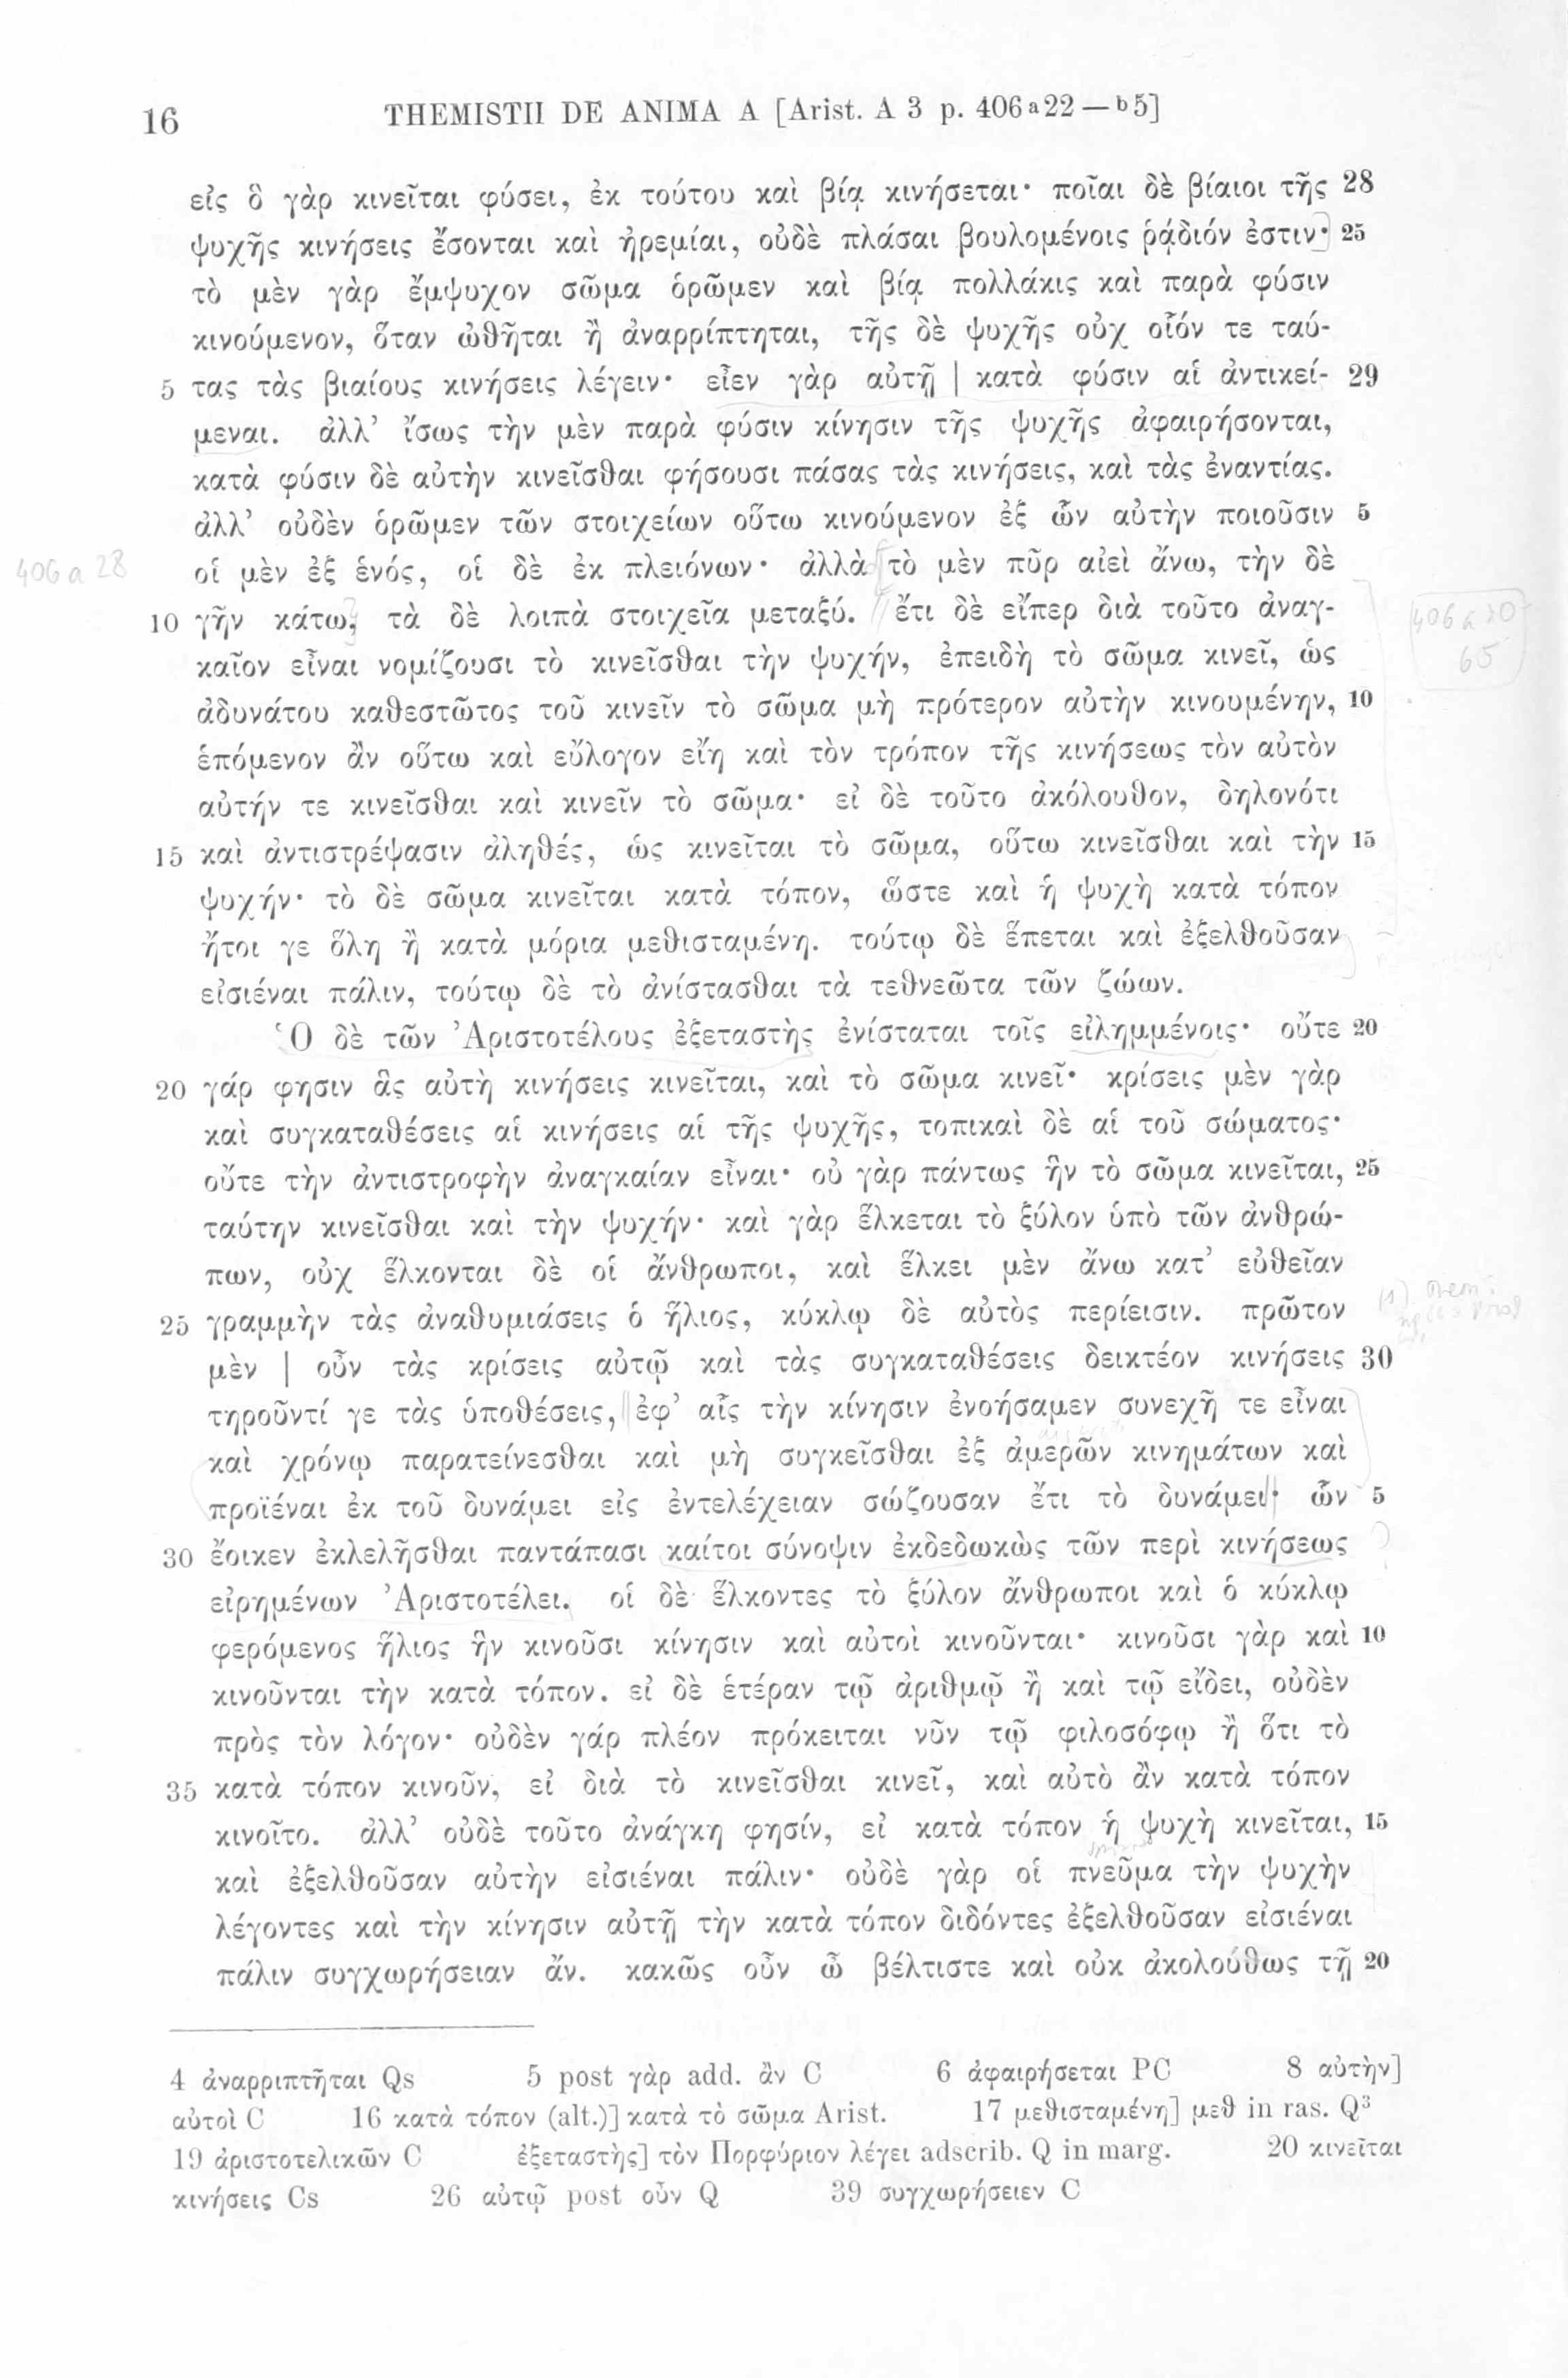 16 THEMISTII DE ANIMA A [Arist. A 3 p. 406 a 22 — b 5]
εἰς ὃ γὰρ κινεῖται φύσει, ἐκ τούτου καὶ βίᾳ κινήσεται· ποῖαι δὲ βίαιοι τῆς 28
ψυχῆς κινήσεις ἔσονται καὶ ἠρεμίαι, οὐδὲ πλάσαι βουλομένοις ῥᾴδιόν ἐστιν· 25
τὸ μὲν γὰρ ἔμψυχον σῶμα ὁρῶμεν καὶ βίᾳ πολλάκις καὶ παρὰ φύσιν
κινούμενον, ὅταν ὠθῆται ἢ ἀναρρίπτηται, τῆς δὲ ψυχῆς οὐχ οἷόν τε ταύ-
5 τας τὰς βιαίους κινήσεις λέγειν· εἶεν γὰρ αὐτῇ | κατὰ φύσιν αἱ ἀντικεί- 29
μεναι. ἀλλ’ ἴσως τὴν μὲν παρὰ φύσιν κίνησιν τῆς ψυχῆς ἀφαιρήσονται,
κατὰ φύσιν δὲ αὐτὴν κινεῖσθαι φήσουσι πάσας τὰς κινήσεις, καὶ τὰς ἐναντίας.
ἀλλ’ οὐδὲν ὁρῶμεν τῶν στοιχείων οὕτω κινούμενον ἐξ ὧν αὐτὴν ποιοῦσιν 5
406 a 28 οἱ μὲν ἐξ ἑνός, οἱ δὲ ἐκ πλειόνων· ἀλλὰ τὸ μὲν πῦρ αἰεὶ ἄνω, τὴν δὲ
10 γῆν κάτω, τὰ δὲ λοιπὰ στοιχεῖα μεταξύ. ἔτι δὲ εἴπερ διὰ τοῦτο ἀναγ-
καῖον εἶναι νομίζουσι τὸ κινεῖσθαι τὴν ψυχήν, ἐπειδὴ τὸ σῶμα κινεῖ, ὡς
ἀδυνάτου καθεστῶτος τοῦ κινεῖν τὸ σῶμα μὴ πρότερον αὐτὴν κινουμένην, 10
ἑπόμενον ἂν οὕτω καὶ εὔλογον εἴη καὶ τὸν τρόπον τῆς κινήσεως τὸν αὐτὸν
αὐτήν τε κινεῖσθαι καὶ κινεῖν τὸ σῶμα· εἰ δὲ τοῦτο ἀκόλουθον, δηλονότι
15 καὶ ἀντιστρέψασιν ἀληθές, ὡς κινεῖται τὸ σῶμα, οὕτω κινεῖσθαι καὶ τὴν 15
ψυχήν· τὸ δὲ σῶμα κινεῖται κατὰ τόπον, ὥστε καὶ ἡ ψυχὴ κατὰ τόπον
ἤτοι γε ὅλη ἢ κατὰ μόρια μεθισταμένη. τούτῳ δὲ ἕπεται καὶ ἐξελθοῦσαν
εἰσιέναι πάλιν, τούτῳ δὲ τὸ ἀνίστασθαι τὰ τεθνεῶτα τῶν ζώων.
Ὁ δὲ τῶν Ἀριστοτέλους ἐξεταστὴς ἐνίσταται τοῖς εἰλημμένοις· οὔτε 20
20 γάρ φησιν ἃς αὐτὴ κινήσεις κινεῖται, καὶ τὸ σῶμα κινεῖ· κρίσεις μὲν γὰρ
καὶ συγκαταθέσεις αἱ κινήσεις αἱ τῆς ψυχῆς, τοπικαὶ δὲ αἱ τοῦ σώματος·
οὔτε τὴν ἀντιστροφὴν ἀναγκαίαν εἶναι· οὐ γὰρ πάντως ἣν τὸ σῶμα κινεῖται, 25
ταύτην κινεῖσθαι καὶ τὴν ψυχήν· καὶ γὰρ ἕλκεται τὸ ξύλον ὑπὸ τῶν ἀνθρώ-
πων, οὐχ ἕλκονται δὲ οἱ ἄνθρωποι, καὶ ἕλκει μὲν ἄνω κατ’ εὐθεῖαν
25 γραμμὴν τὰς ἀναθυμιάσεις ὁ ἥλιος, κύκλῳ δὲ αὐτὸς περίεισιν. πρῶτον
μὲν | οὖν τὰς κρίσεις αὐτῷ καὶ τὰς συγκαταθέσεις δεικτέον κινήσεις 30
τηροῦντί γε τὰς ὑποθέσεις, ἐφ’ αἷς τὴν κίνησιν ἐνοήσαμεν συνεχῆ τε εἶναι
καὶ χρόνῳ παρατείνεσθαι καὶ μὴ συγκεῖσθαι ἐξ ἀμερῶν κινημάτων καὶ
προϊέναι ἐκ τοῦ δυνάμει εἰς ἐντελέχειαν σώζουσαν ἔτι τὸ δυνάμει· ὧν 5
30 ἔοικεν ἐκλελῆσθαι παντάπασι καίτοι σύνοψιν ἐκδεδωκὼς τῶν περὶ κινήσεως
εἰρημένων Ἀριστοτέλει. οἱ δὲ ἕλκοντες τὸ ξύλον ἄνθρωποι καὶ ὁ κύκλῳ
φερόμενος ἥλιος ἣν κινοῦσι κίνησιν καὶ αὐτοὶ κινοῦνται· κινοῦσι γὰρ καὶ 10
κινοῦνται τὴν κατὰ τόπον. εἰ δὲ ἑτέραν τῷ ἀριθμῷ ἢ καὶ τῷ εἴδει, οὐδὲν
πρὸς τὸν λόγον· οὐδὲν γάρ πλέον πρόκειται νῦν τῷ φιλοσόφῳ ἢ ὅτι τὸ
35 κατὰ τόπον κινοῦν, εἰ διὰ τὸ κινεῖσθαι κινεῖ, καὶ αὐτὸ ἂν κατὰ τόπον
κινοῖτο. ἀλλ’ οὐδὲ τοῦτο ἀνάγκη φησίν, εἰ κατὰ τόπον ἡ ψυχὴ κινεῖται, 15
καὶ ἐξελθοῦσαν αὐτὴν εἰσιέναι πάλιν· οὐδὲ γὰρ οἱ πνεῦμα τὴν ψυχὴν
λέγοντες καὶ τὴν κίνησιν αὐτῇ τὴν κατὰ τόπον διδόντες ἐξελθοῦσαν εἰσιέναι
πάλιν συγχωρήσειαν ἄν. κακῶς οὖν ὦ βέλτιστε καὶ οὐκ ἀκολούθως τῇ 20
4 ἀναρριπτῆται Qs 5 post γὰρ add. ἂν C 6 ἀφαιρήσεται PC 8 αὐτὴν]
αὐτοὶ C 16 κατὰ τόπον (alt.)] κατὰ τὸ σῶμα Arist. 17 μεθισταμένη] μεθ in ras. Q³
19 ἀριστοτελικῶν C ἐξεταστὴς] τὸν Πορφύριον λέγει adscrib. Q in marg. 20 κινεῖται
κινήσεις Cs 26 αὐτῷ post οὖν Q 39 συγχωρήσειεν C